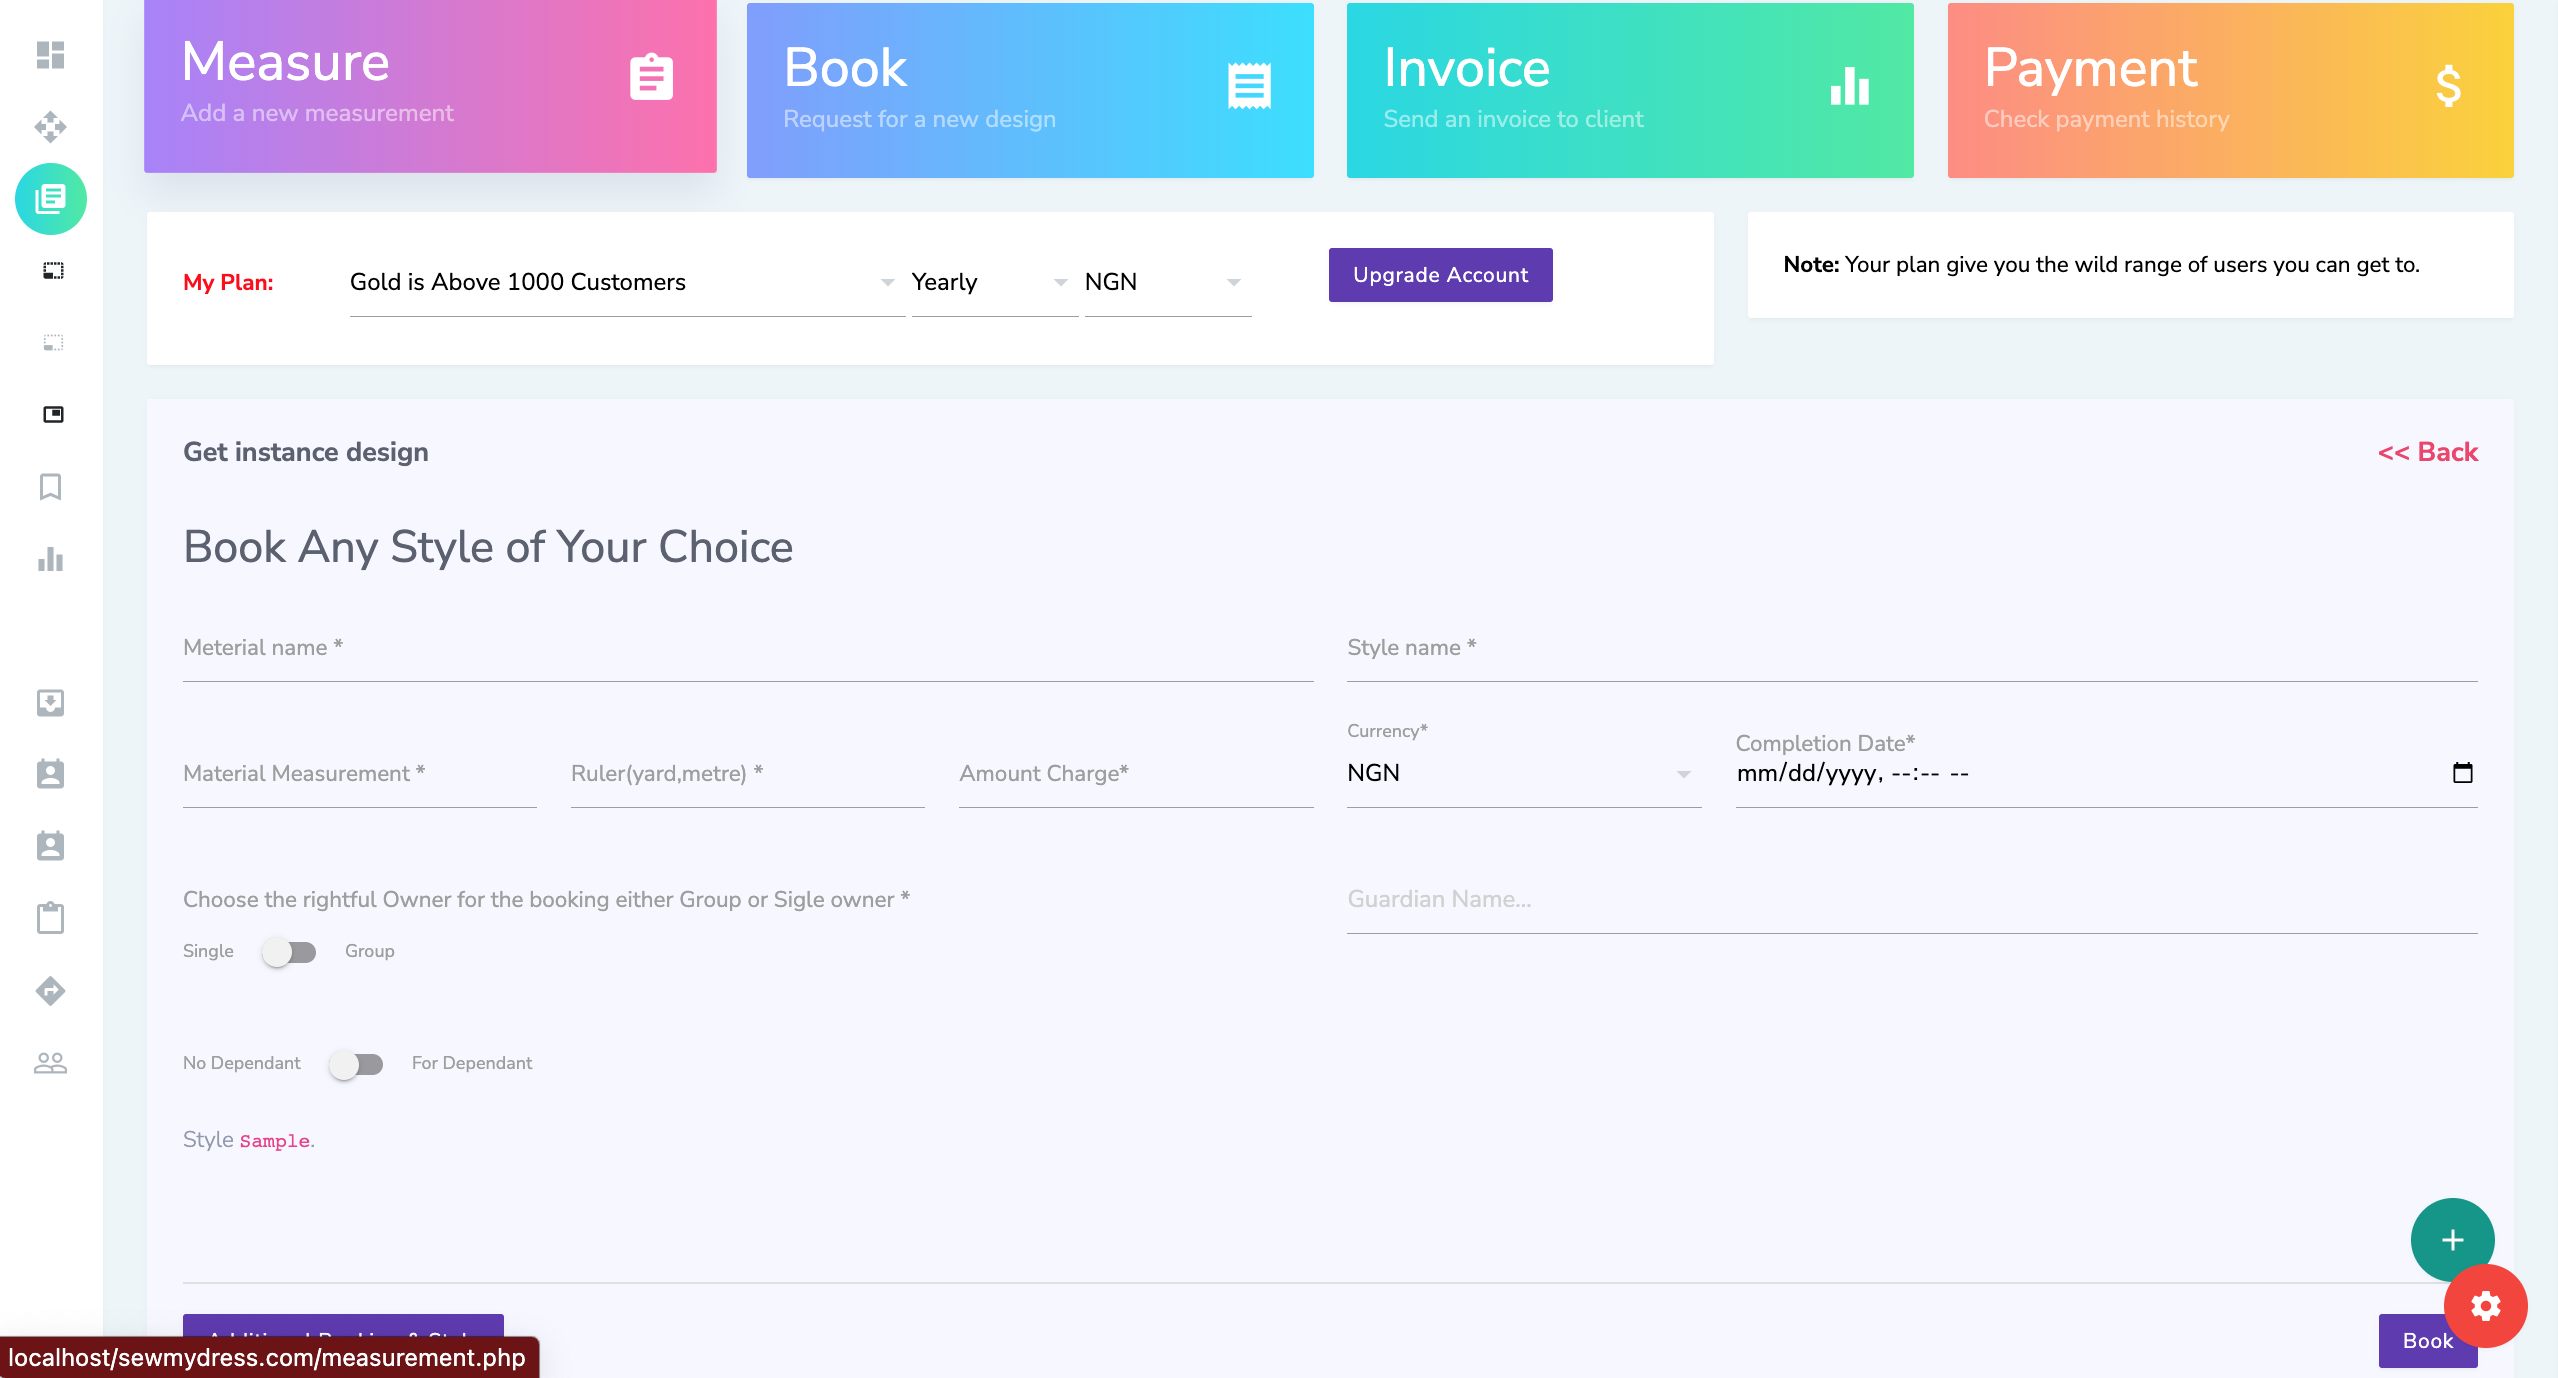 Measure
Add a new measurement
Book
Request for a new design
Invoice
Send an invoice to client
Payment
Check payment history
$
My Plan: Gold is Above 1000 Customers Yearly NGN Upgrade Account
Note: Your plan give you the wild range of users you can get to.
Get instance design
<< Back
Book Any Style of Your Choice
Meterial name *
Style name *
Material Measurement *
Ruler(yard,metre) *
Amount Charge*
Currency*
NGN
Completion Date*
mm/dd/yyyy, --:-- --
Choose the rightful Owner for the booking either Group or Sigle owner *
Guardian Name...
Single Group
No Dependant For Dependant
Style Sample.
Book
localhost/sewmydress.com/measurement.php